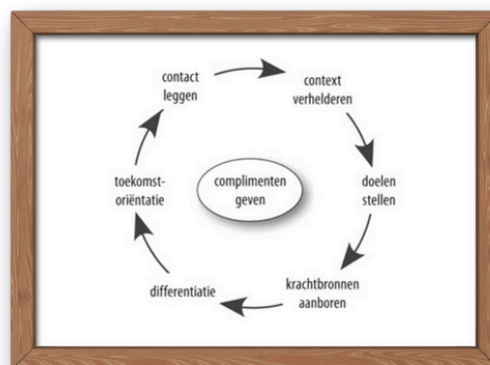 contact
leggen
context
verhelderen
doelen
stellen
krachtbronnen
aanboren
differentiatie
toekomst-
oriëntatie
complimenten
geven